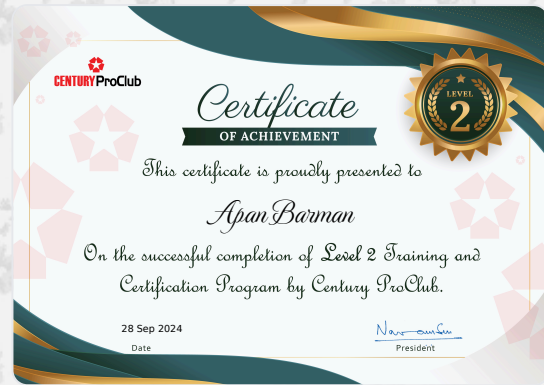 CENTURY ProClub
LEVEL
2
Certificate
OF ACHIEVEMENT
This certificate is proudly presented to
Apan Barman
On the successful completion of Level 2 Training and
Certification Program by Century ProClub.
28 Sep 2024
Date
President